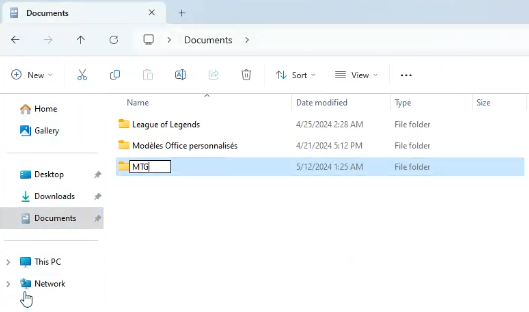 Documents
Documents
New
Sort
View
Name
Date modified
Type
Size
Home
Gallery
Desktop
Downloads
Documents
This PC
Network
League of Legends 4/25/2024 2:28 AM File folder
Modèles Office personnalisés 4/21/2024 5:12 PM File folder
MTG 5/12/2024 1:25 AM File folder